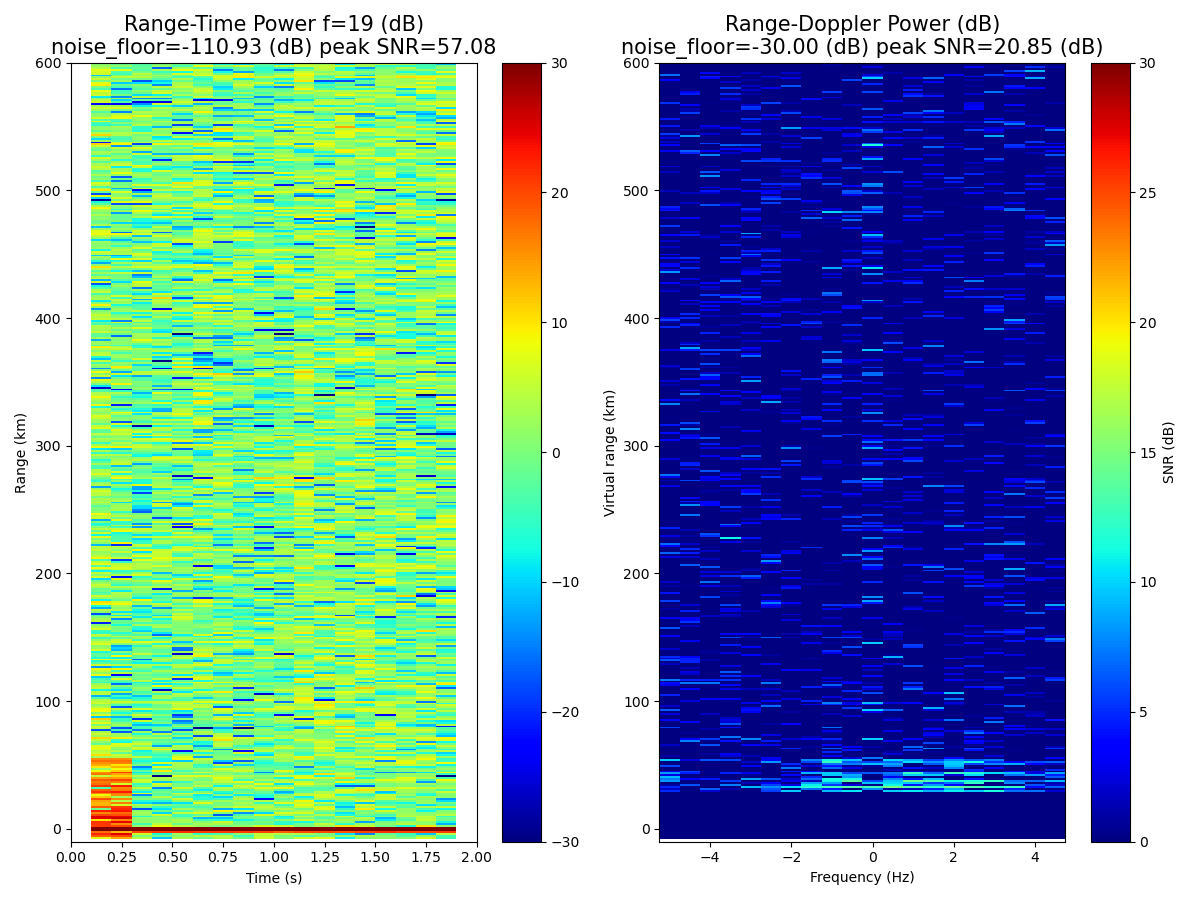 Range-Time Power f=19 (dB)
noise_floor=-110.93 (dB) peak SNR=57.08
Range (km)
600
500
400
300
200
100
0
0.00 0.25 0.50 0.75 1.00 1.25 1.50 1.75 2.00
Time (s)
30
20
10
0
−10
−20
−30
Range-Doppler Power (dB)
noise_floor=-30.00 (dB) peak SNR=20.85 (dB)
Virtual range (km)
600
500
400
300
200
100
0
−4 −2 0 2 4
Frequency (Hz)
30
25
20
15
10
5
0
SNR (dB)